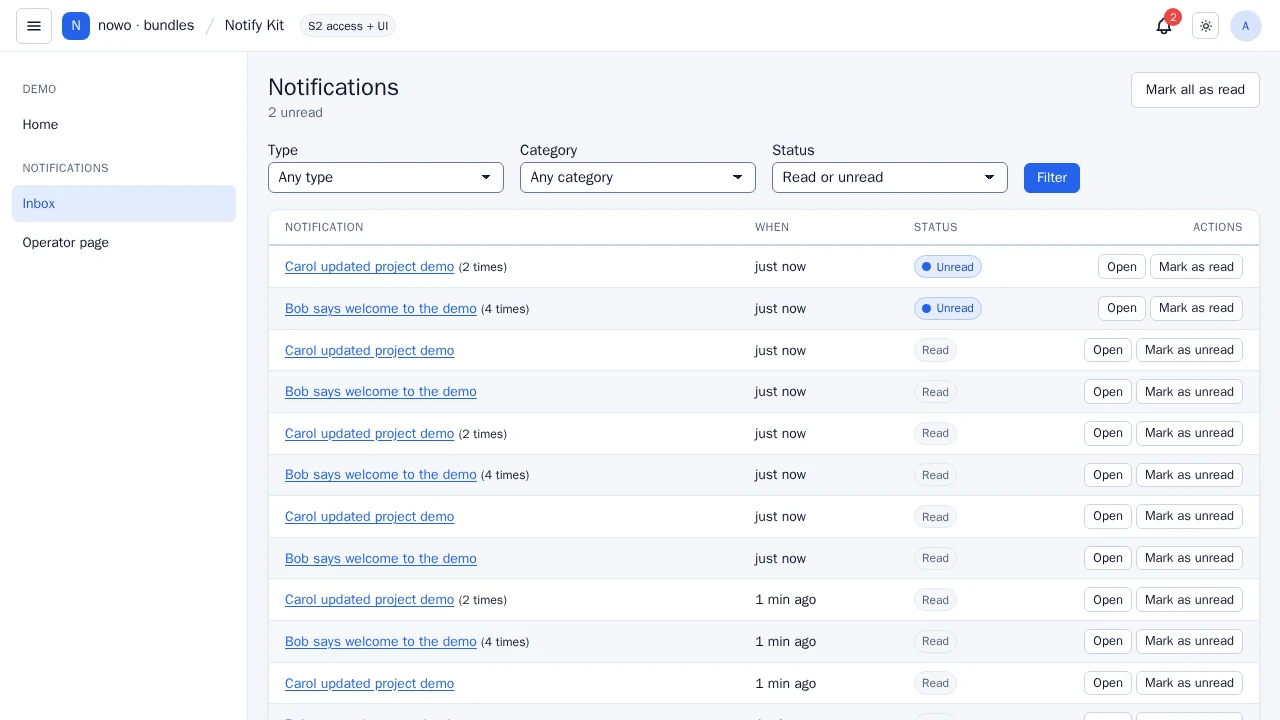 N nowo · bundles / Notify Kit S2 access + UI 2 A
DEMO
Home
NOTIFICATIONS
Inbox
Operator page
Notifications
2 unread
Mark all as read
Type Category Status
Any type Any category Read or unread Filter
NOTIFICATION WHEN STATUS ACTIONS
Carol updated project demo (2 times) just now Unread Open Mark as read
Bob says welcome to the demo (4 times) just now Unread Open Mark as read
Carol updated project demo just now Read Open Mark as unread
Bob says welcome to the demo just now Read Open Mark as unread
Carol updated project demo (2 times) just now Read Open Mark as unread
Bob says welcome to the demo (4 times) just now Read Open Mark as unread
Carol updated project demo just now Read Open Mark as unread
Bob says welcome to the demo just now Read Open Mark as unread
Carol updated project demo (2 times) 1 min ago Read Open Mark as unread
Bob says welcome to the demo (4 times) 1 min ago Read Open Mark as unread
Carol updated project demo 1 min ago Read Open Mark as unread